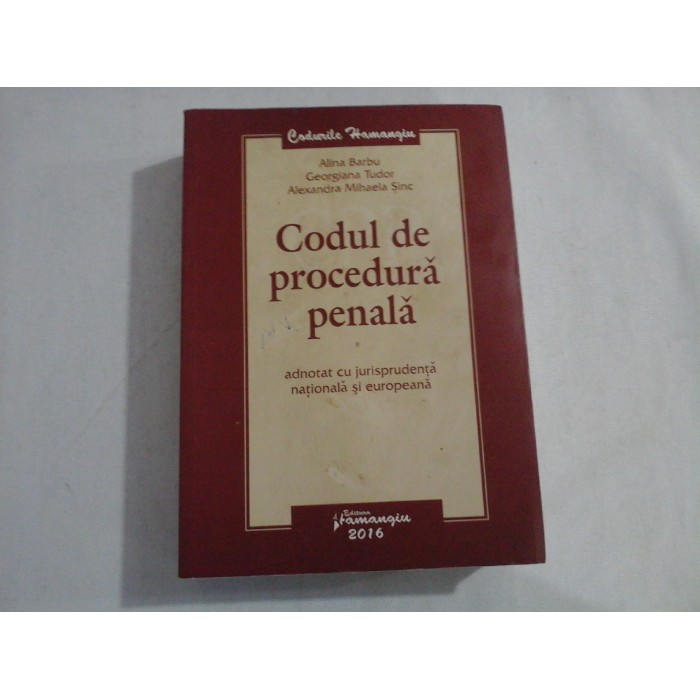 Codurile Hamangiu
Alina Barbu
Georgiana Tudor
Alexandra Mihaela Șinc
Codul de
procedură
penală
adnotat cu jurisprudență
națională și europeană
Editura
Hamangiu
2016